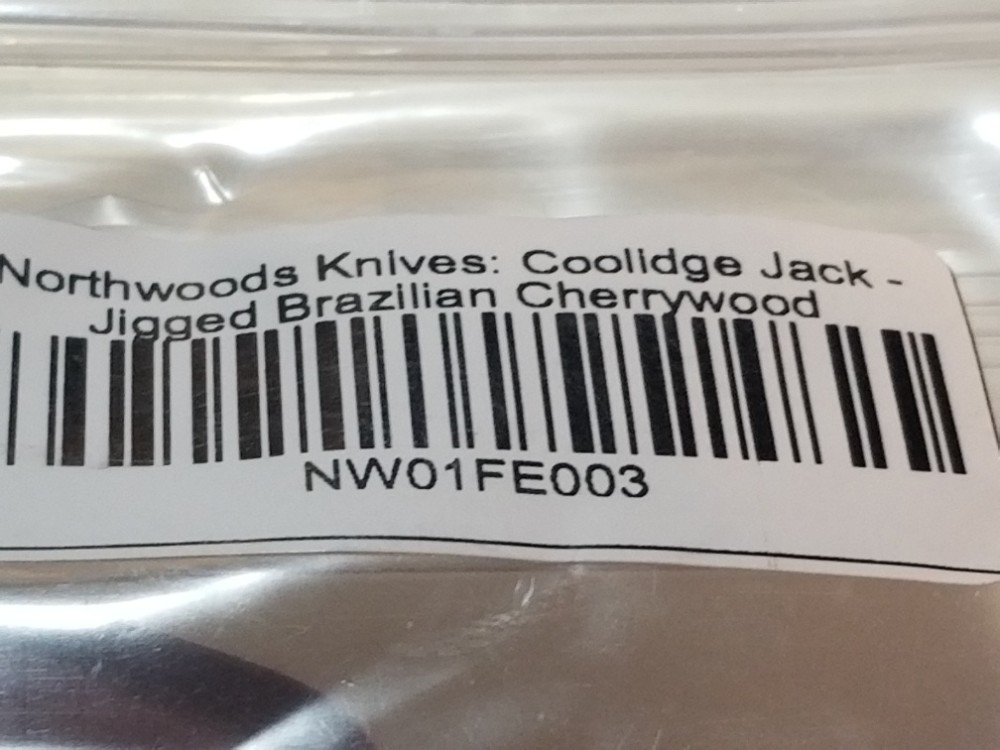 Northwoods Knives: Coolidge Jack -
Jigged Brazilian Cherrywood
NW01FE003